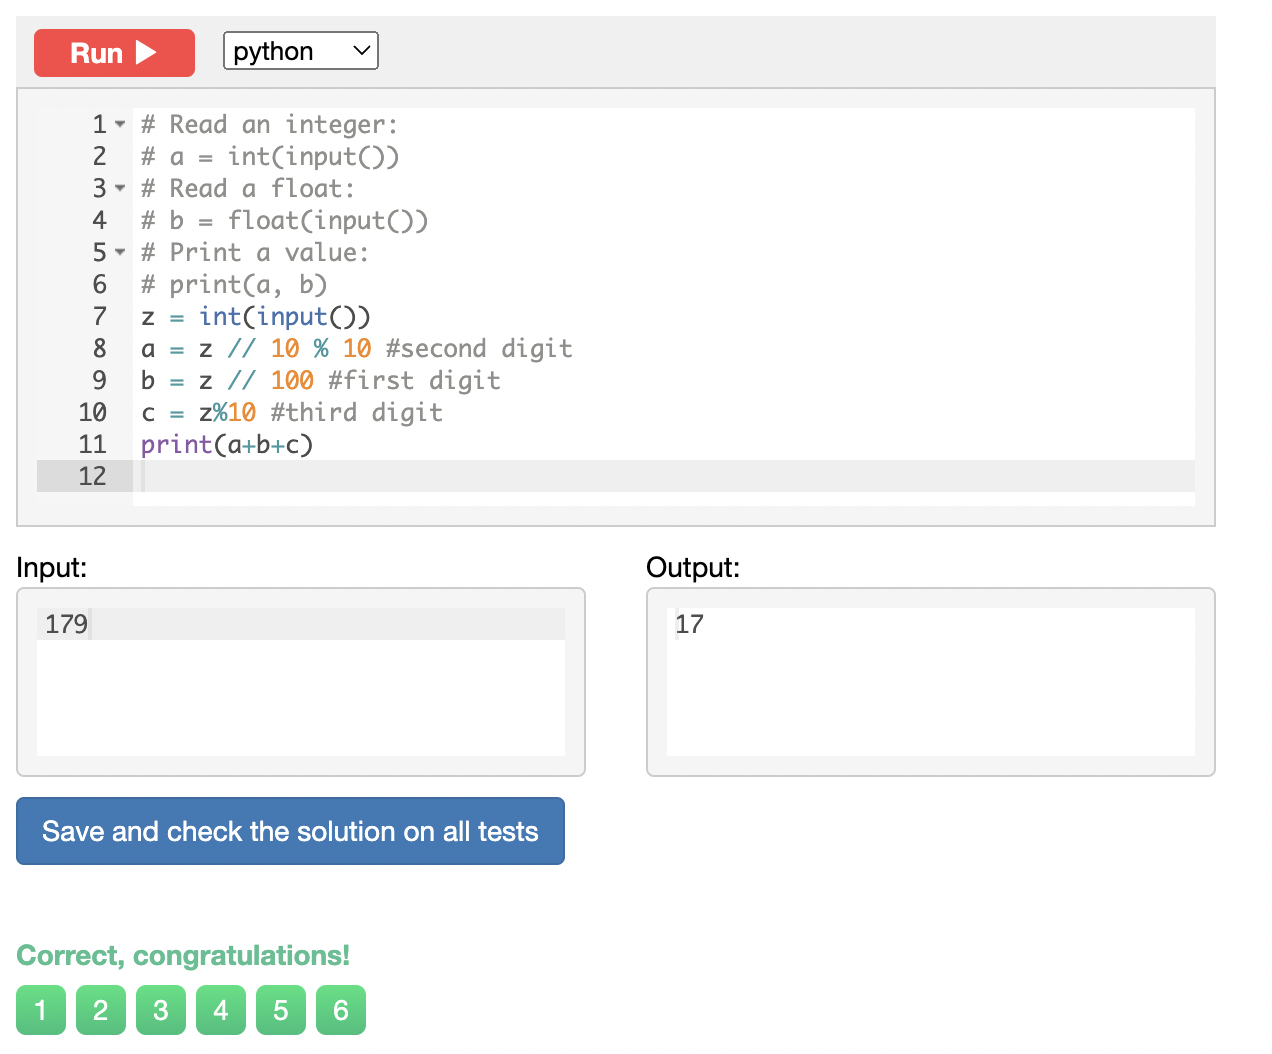 Run
python
1 # Read an integer:
2 # a = int(input())
3 # Read a float:
4 # b = float(input())
5 # Print a value:
6 # print(a, b)
7 z = int(input())
8 a = z // 10 % 10 #second digit
9 b = z // 100 #first digit
10 c = z%10 #third digit
11 print(a+b+c)
12
Input:
Output:
179
17
Save and check the solution on all tests
Correct, congratulations!
1 2 3 4 5 6